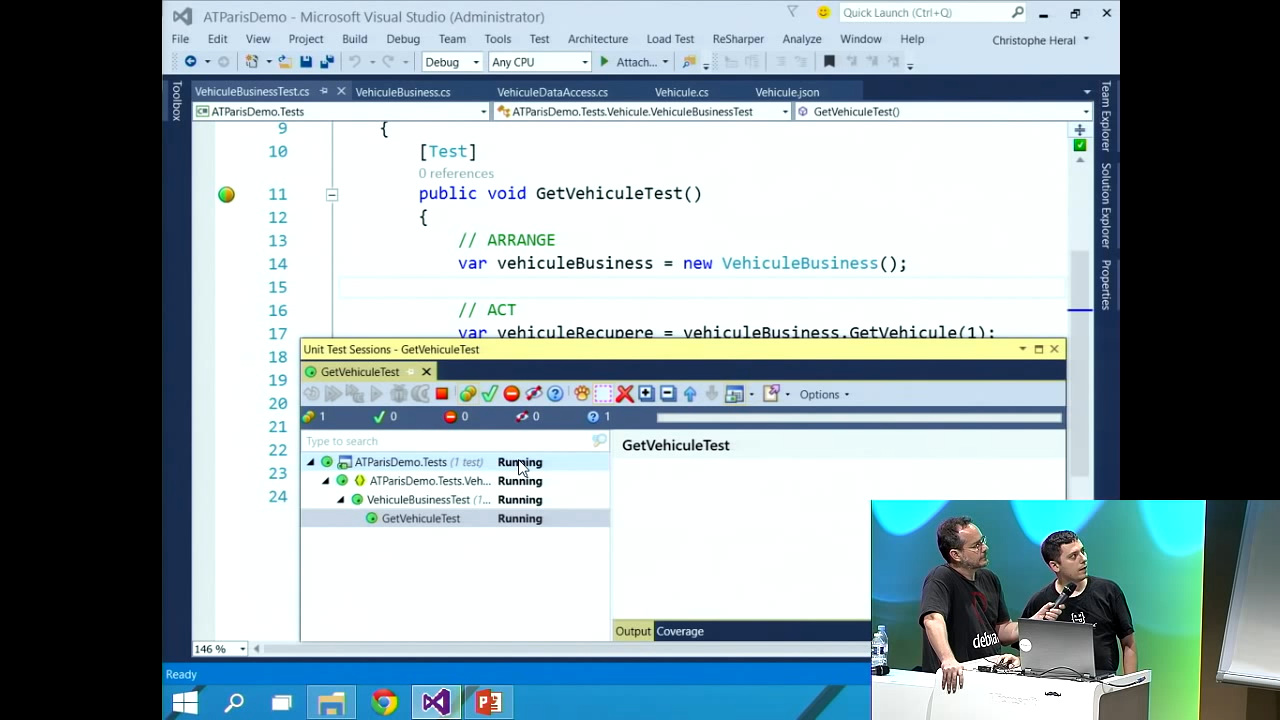 ATParisDemo - Microsoft Visual Studio (Administrator)
Quick Launch (Ctrl+Q)
File Edit View Project Build Debug Team Tools Test Architecture Load Test ReSharper Analyze Window Help
Christophe Heral
Debug Any CPU Attach...
Toolbox
VehiculeBusinessTest.cs VehiculeBusiness.cs VehiculeDataAccess.cs Vehicule.cs Vehicule.json
ATParisDemo.Tests ATParisDemo.Tests.Vehicule.VehiculeBusinessTest GetVehiculeTest()
Team Explorer
Solution Explorer
Properties
9 {
10 [Test]
0 references
11 public void GetVehiculeTest()
12 {
13 // ARRANGE
14 var vehiculeBusiness = new VehiculeBusiness();
15
16 // ACT
17 var vehiculeRecupere = vehiculeBusiness.GetVehicule(1);
18
19
20
21
22
23
24
Unit Test Sessions - GetVehiculeTest
GetVehiculeTest
Options
1 0 0 0 1
Type to search
GetVehiculeTest
ATParisDemo.Tests (1 test) Running
ATParisDemo.Tests.Veh... Running
VehiculeBusinessTest (1... Running
GetVehiculeTest Running
Output Coverage
146 %
Ready
debian